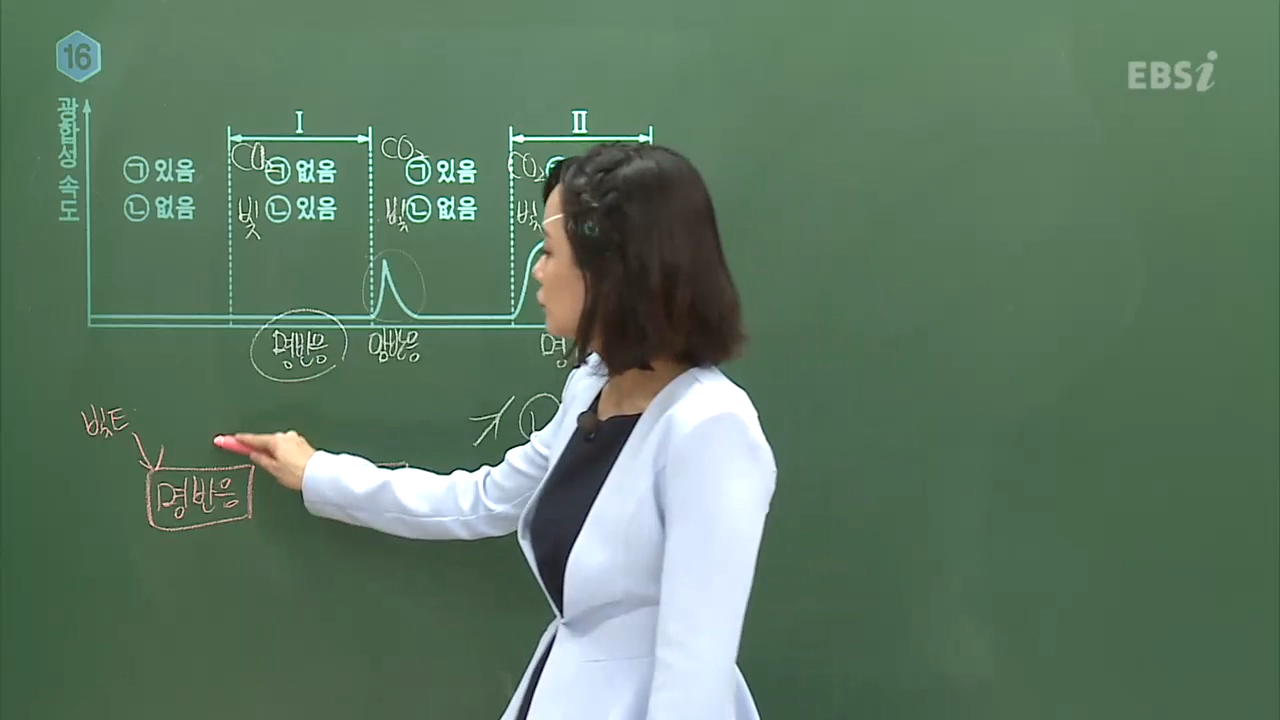 16
EBSi
광합성 속도
I
II
CO₂
CO₂
CO₂
㉠ 있음
㉠ 없음
㉠ 있음
㉡ 없음
빛 ㉡ 있음
빛 ㉡ 없음
빛
명반응
암반응
명
빛E
명반응